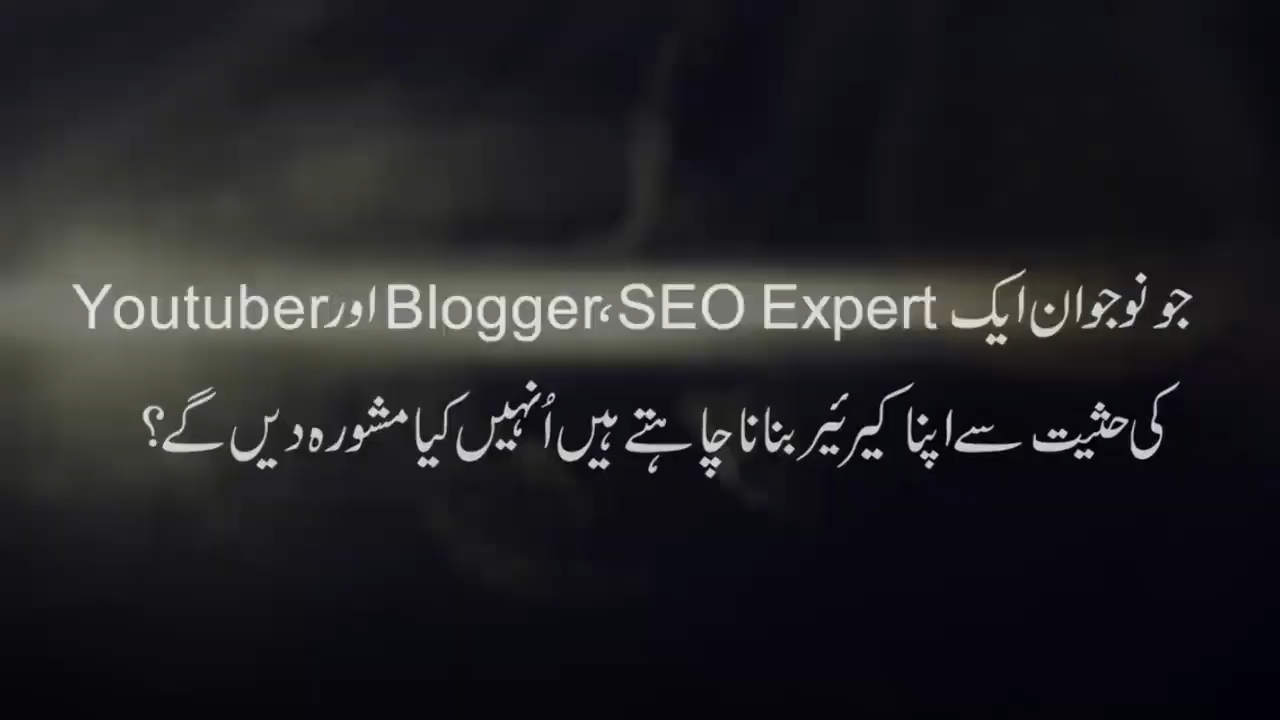 جو نوجوان ایک SEO Expert، Blogger اور Youtuber
کی حثیت سے اپنا کیرئیر بنانا چاہتے ہیں اُنہیں کیا مشورہ دیں گے؟